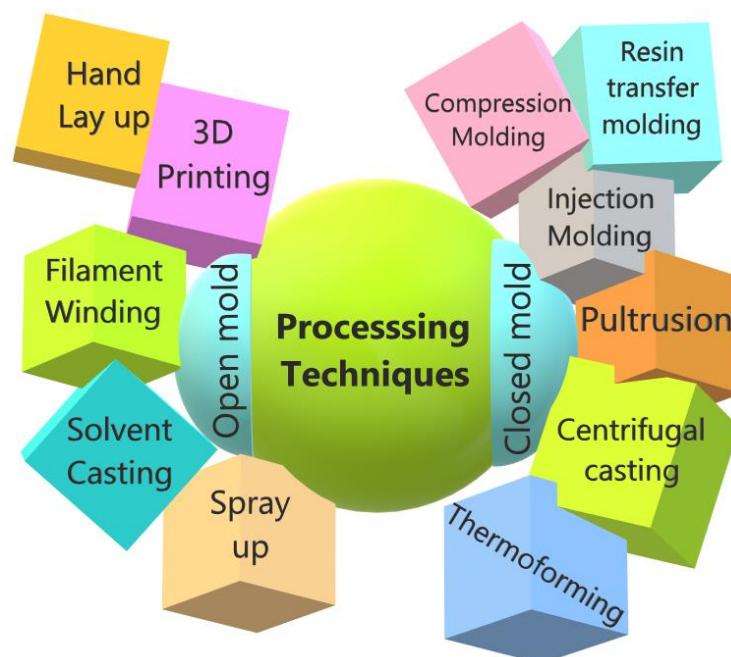 Hand
Lay up
3D
Printing
Filament
Winding
Solvent
Casting
Spray
up
Open mold
Processsing
Techniques
Closed mold
Compression
Molding
Resin
transfer
molding
Injection
Molding
Pultrusion
Centrifugal
casting
Thermoforming